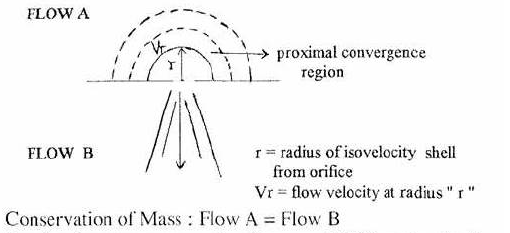 FLOW A
Vr
r
proximal convergence
region
FLOW B
r = radius of isovelocity shell
from orifice
Vr = flow velocity at radius " r "
Conservation of Mass : Flow A = Flow B